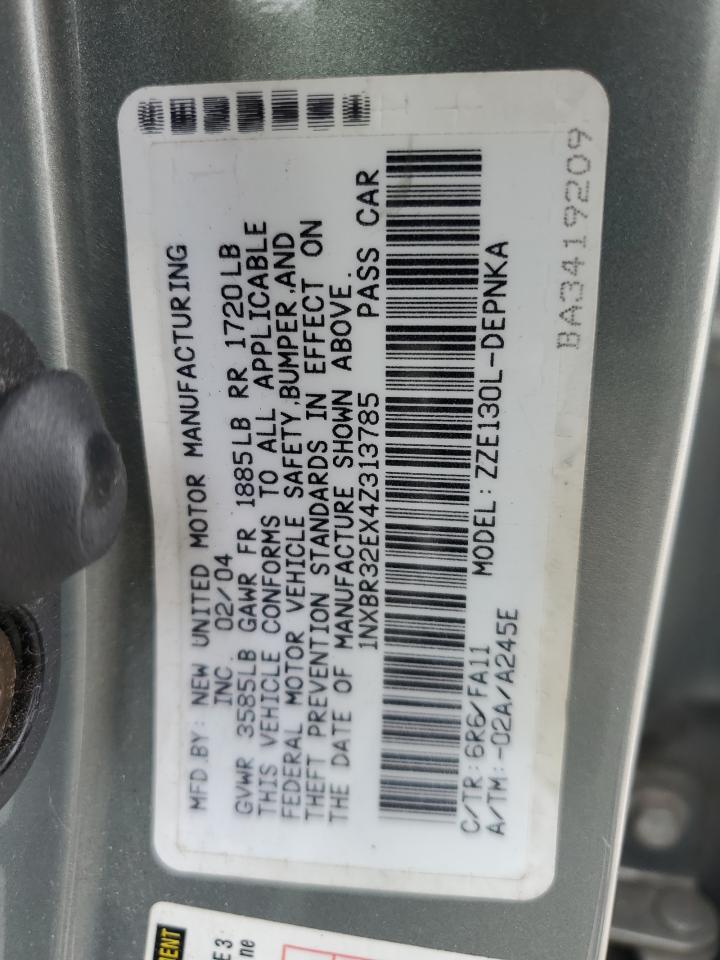 MFD.BY: NEW UNITED MOTOR MANUFACTURING
INC. 02/04
GVWR 3585LB GAWR FR 1885LB RR 1720LB
THIS VEHICLE CONFORMS TO ALL APPLICABLE
FEDERAL MOTOR VEHICLE SAFETY,BUMPER,AND
THEFT PREVENTION STANDARDS IN EFFECT ON
THE DATE OF MANUFACTURE SHOWN ABOVE.
1NXBR32EX4Z313785 PASS CAR
C/TR:6R6/FA11 MODEL: ZZE130L-DEPNKA
A/TM:-02A/A245E
BA3419209
E 3
ne